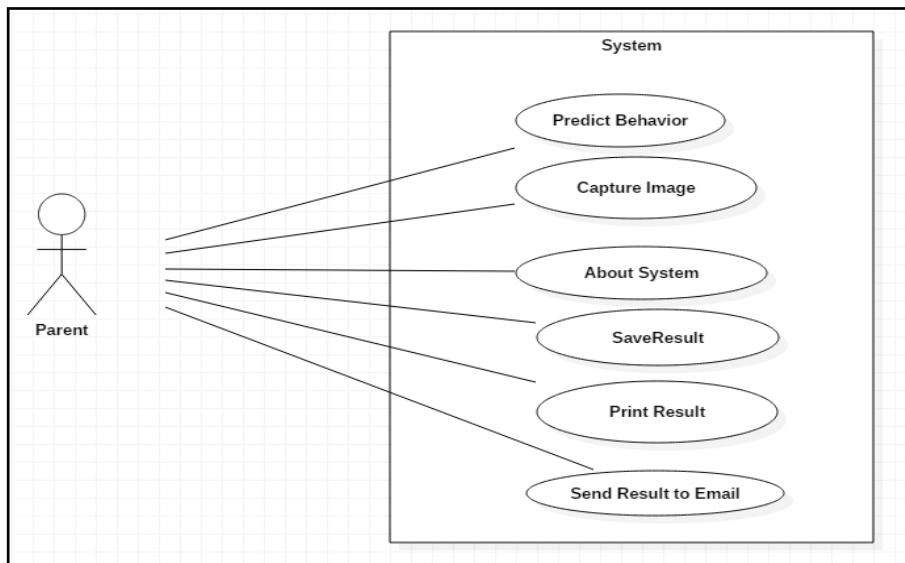 System
Predict Behavior
Capture Image
About System
SaveResult
Print Result
Send Result to Email
Parent